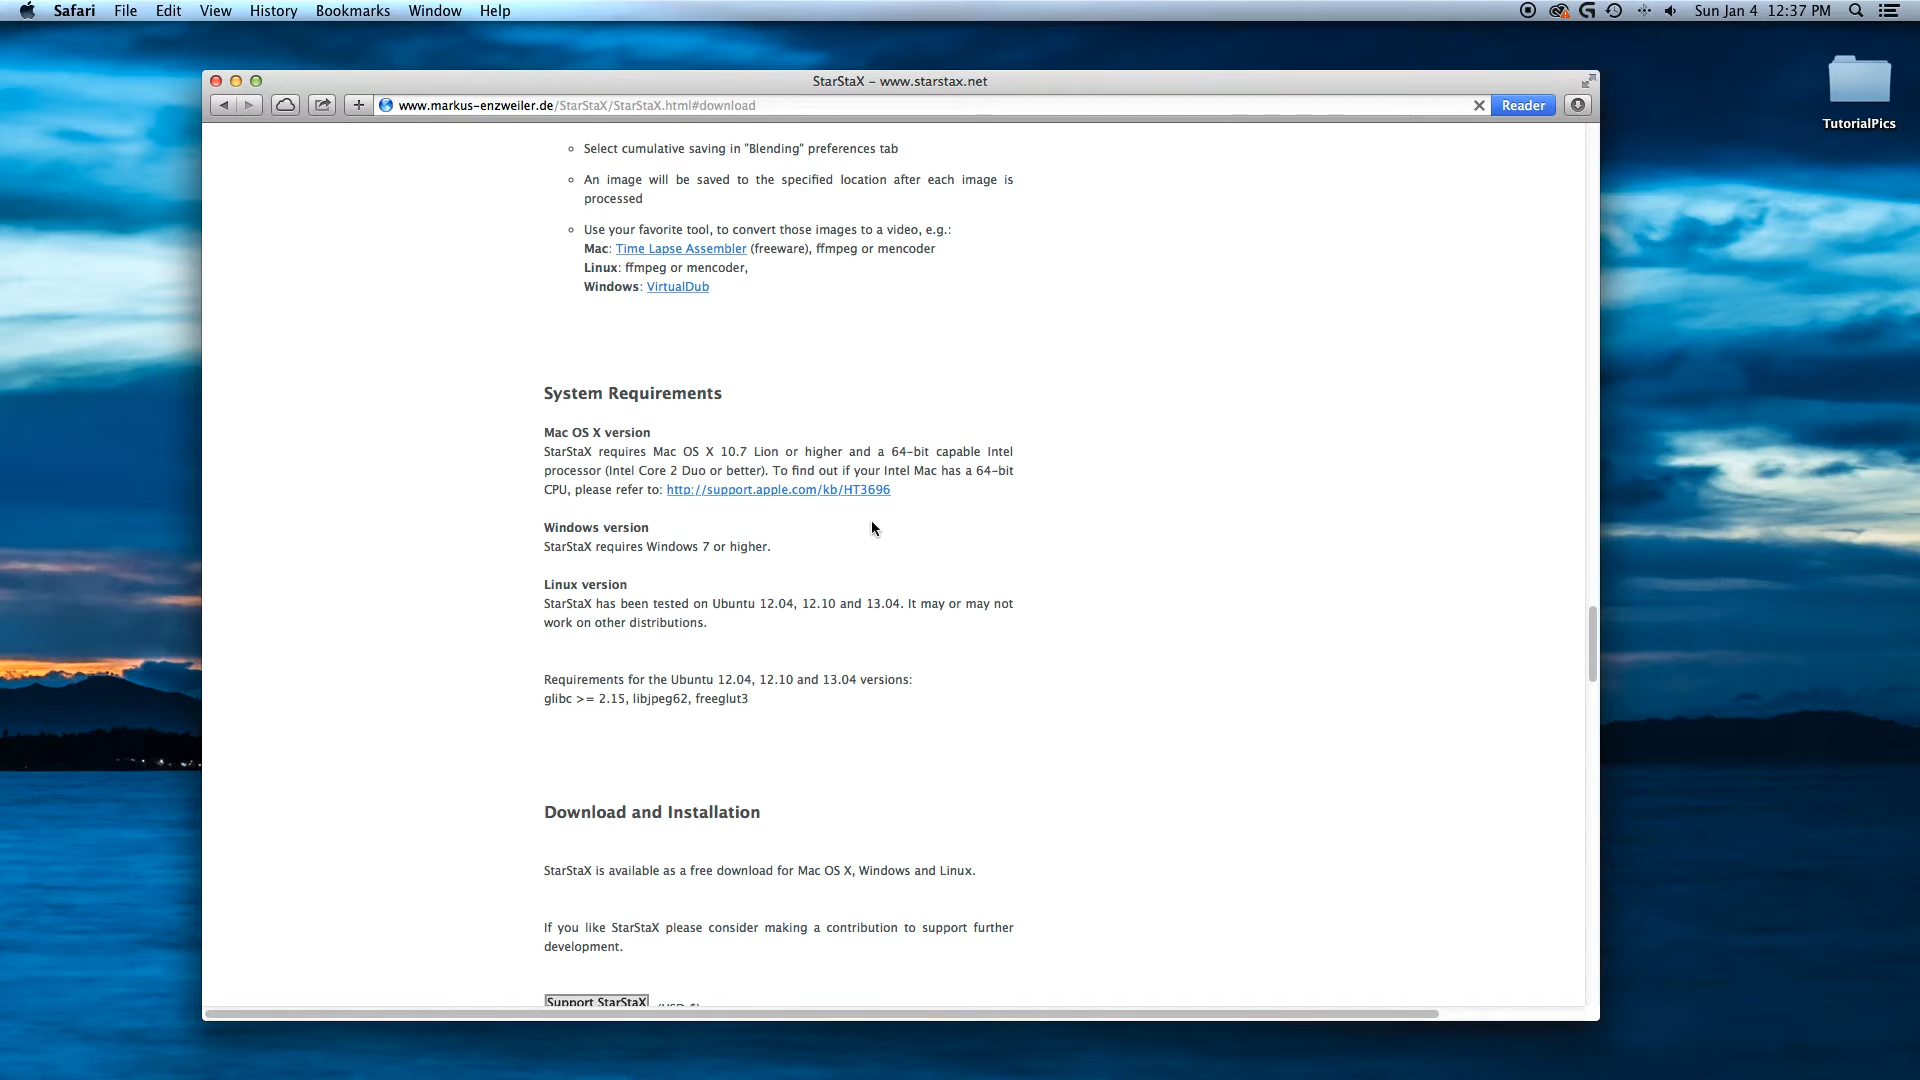 Safari File Edit View History Bookmarks Window Help Sun Jan 4 12:37 PM
TutorialPics
StarStaX – www.starstax.net
www.markus-enzweiler.de/StarStaX/StarStaX.html#download Reader
Select cumulative saving in "Blending" preferences tab
An image will be saved to the specified location after each image is
processed
Use your favorite tool, to convert those images to a video, e.g.:
Mac: Time Lapse Assembler (freeware), ffmpeg or mencoder
Linux: ffmpeg or mencoder,
Windows: VirtualDub
System Requirements
Mac OS X version
StarStaX requires Mac OS X 10.7 Lion or higher and a 64-bit capable Intel
processor (Intel Core 2 Duo or better). To find out if your Intel Mac has a 64-bit
CPU, please refer to: http://support.apple.com/kb/HT3696
Windows version
StarStaX requires Windows 7 or higher.
Linux version
StarStaX has been tested on Ubuntu 12.04, 12.10 and 13.04. It may or may not
work on other distributions.
Requirements for the Ubuntu 12.04, 12.10 and 13.04 versions:
glibc >= 2.15, libjpeg62, freeglut3
Download and Installation
StarStaX is available as a free download for Mac OS X, Windows and Linux.
If you like StarStaX please consider making a contribution to support further
development.
Support StarStaX